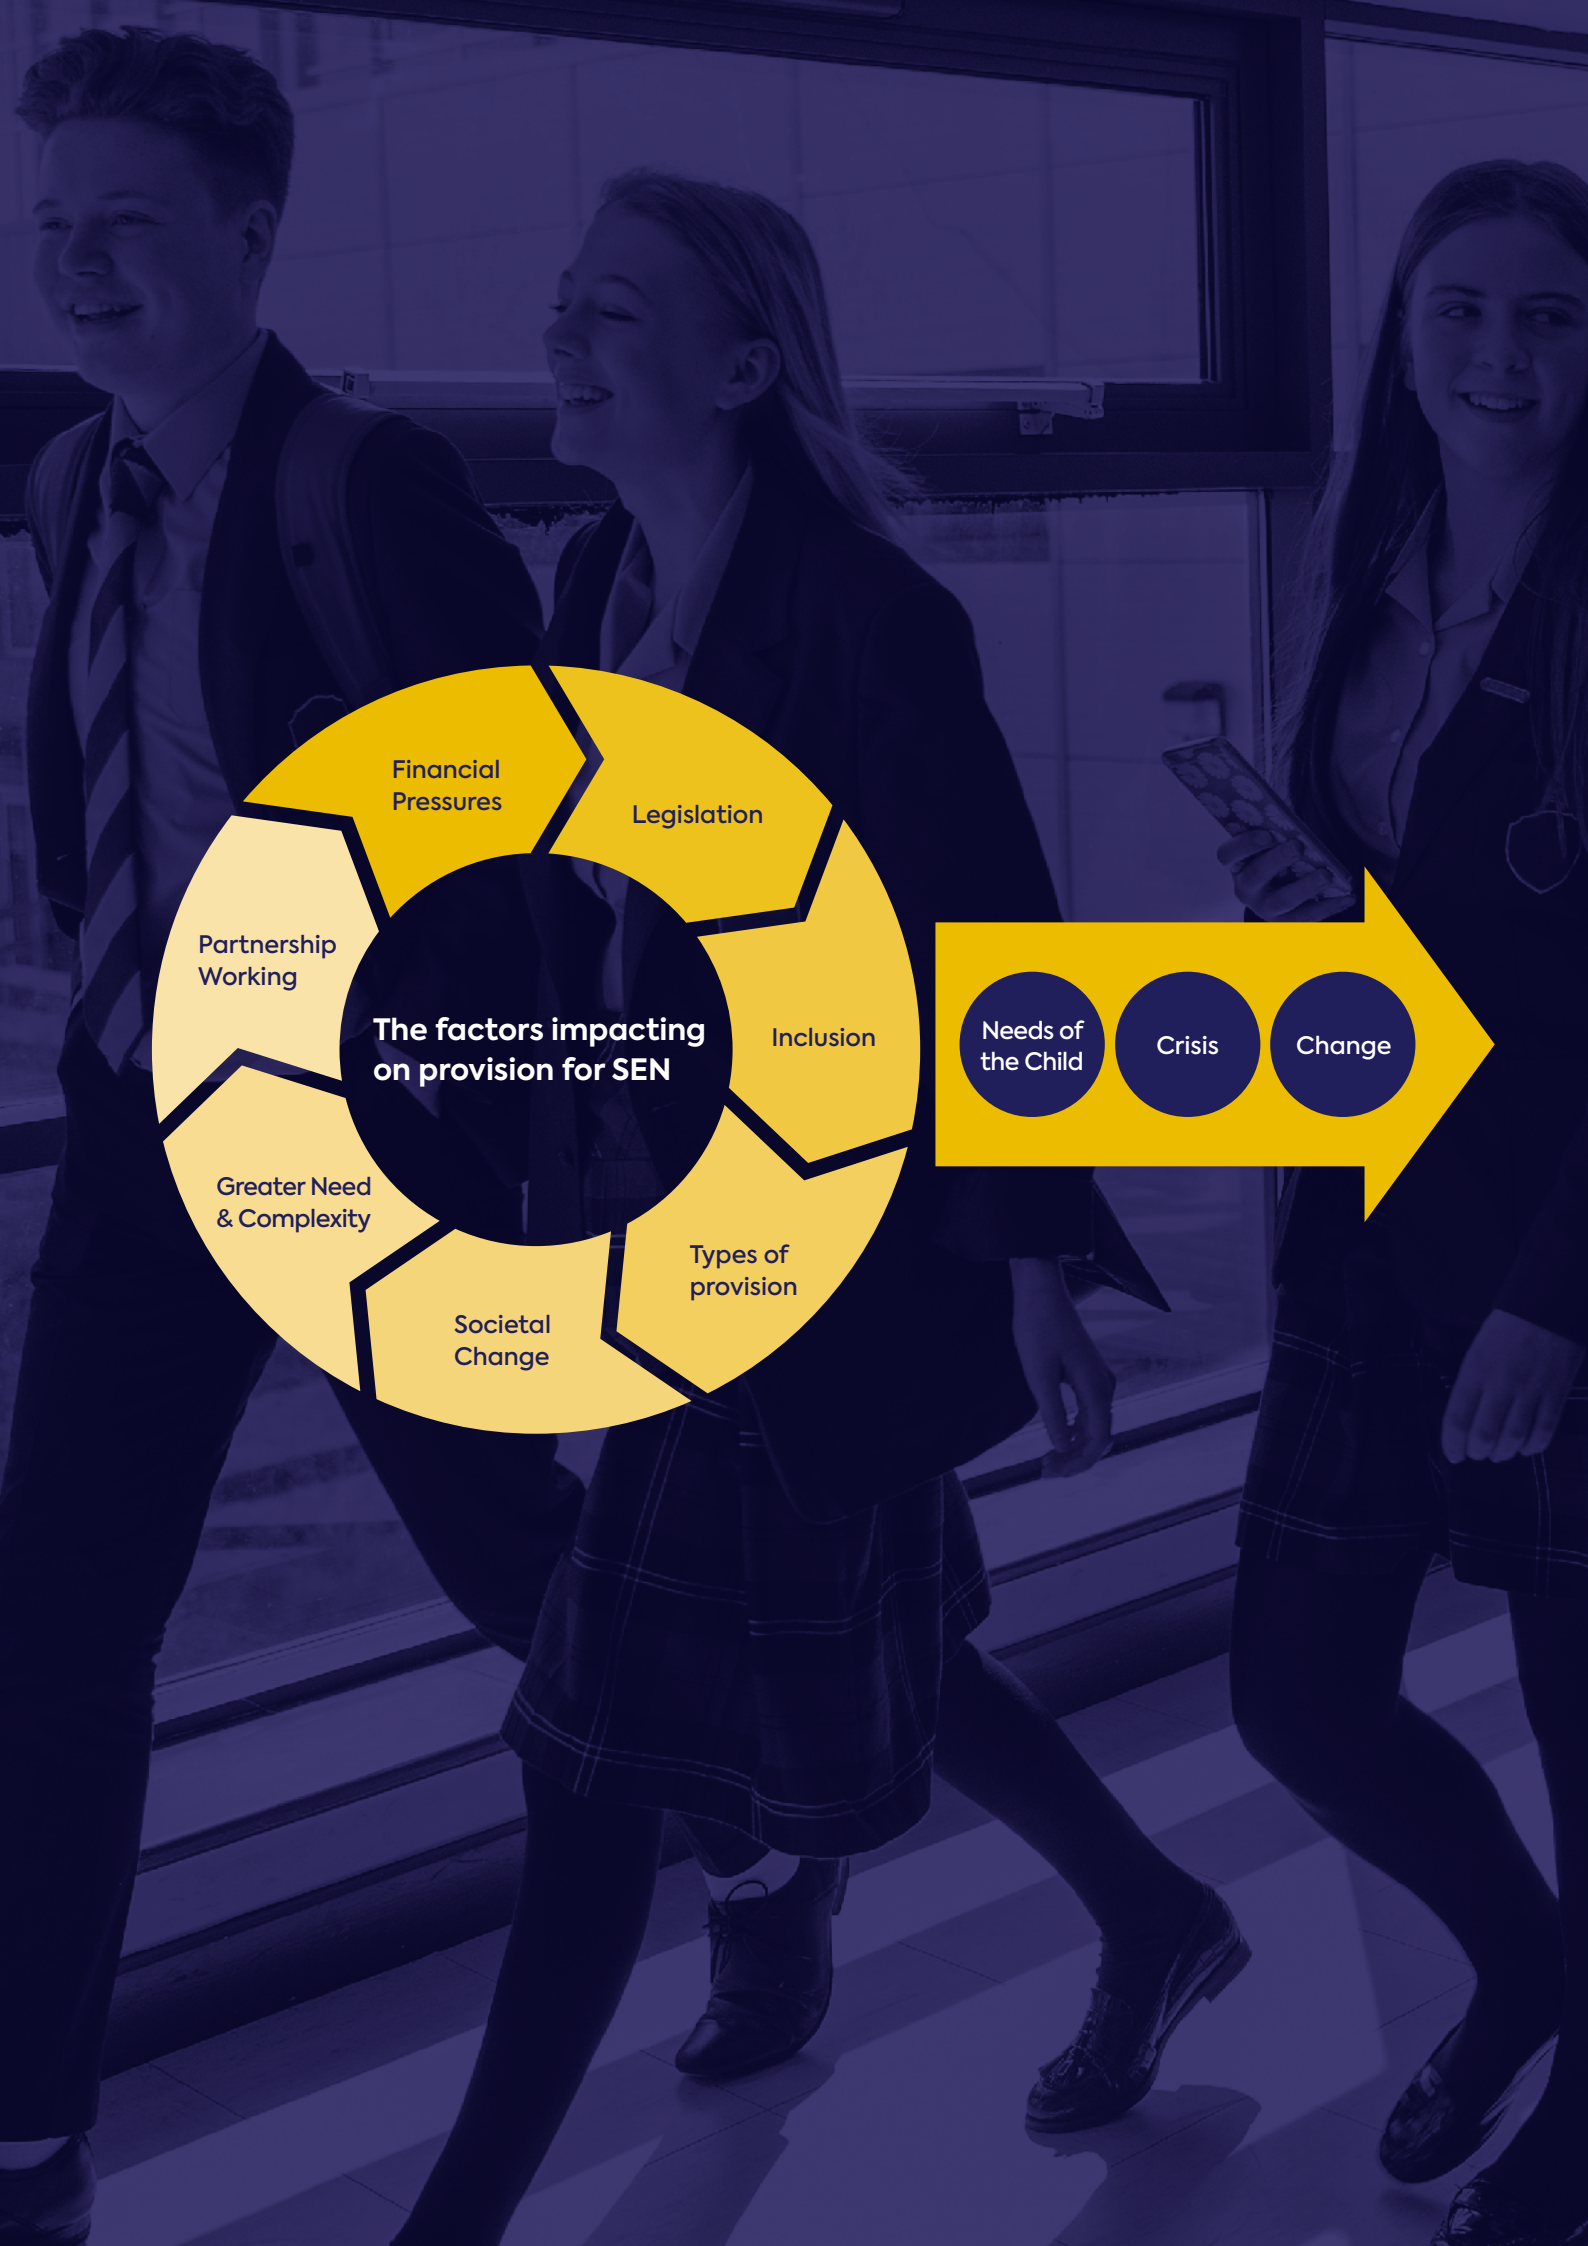 Financial
Pressures
Legislation
Inclusion
Types of
provision
Societal
Change
Greater Need
& Complexity
Partnership
Working
The factors impacting
on provision for SEN
Needs of
the Child
Crisis
Change